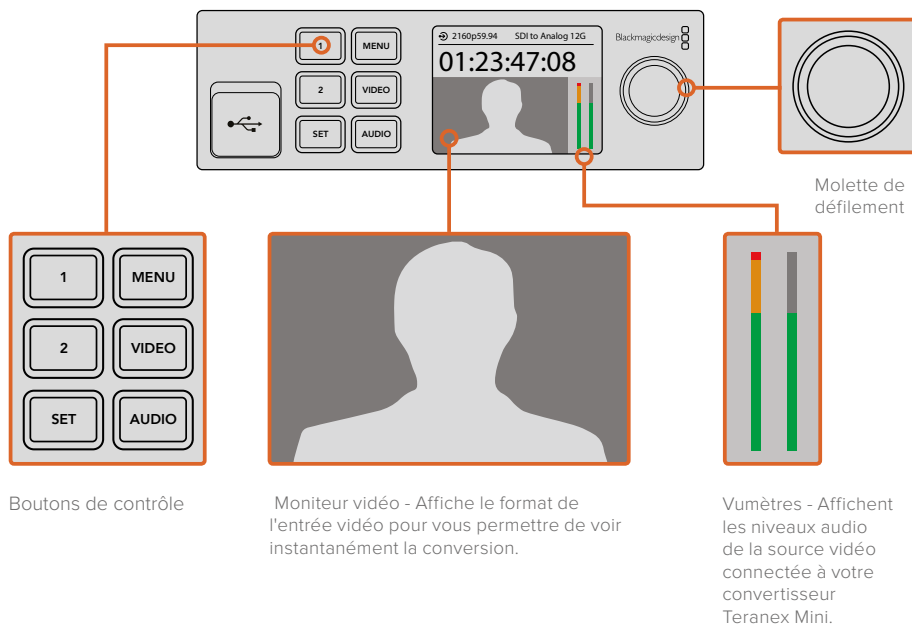 1 MENU
2 VIDEO
SET AUDIO
2160p59.94 SDI to Analog 12G
01:23:47:08
Blackmagicdesign
Molette de
défilement
1 MENU
2 VIDEO
SET AUDIO
Boutons de contrôle
Moniteur vidéo - Affiche le format de
l'entrée vidéo pour vous permettre de voir
instantanément la conversion.
Vumètres - Affichent
les niveaux audio
de la source vidéo
connectée à votre
convertisseur
Teranex Mini.